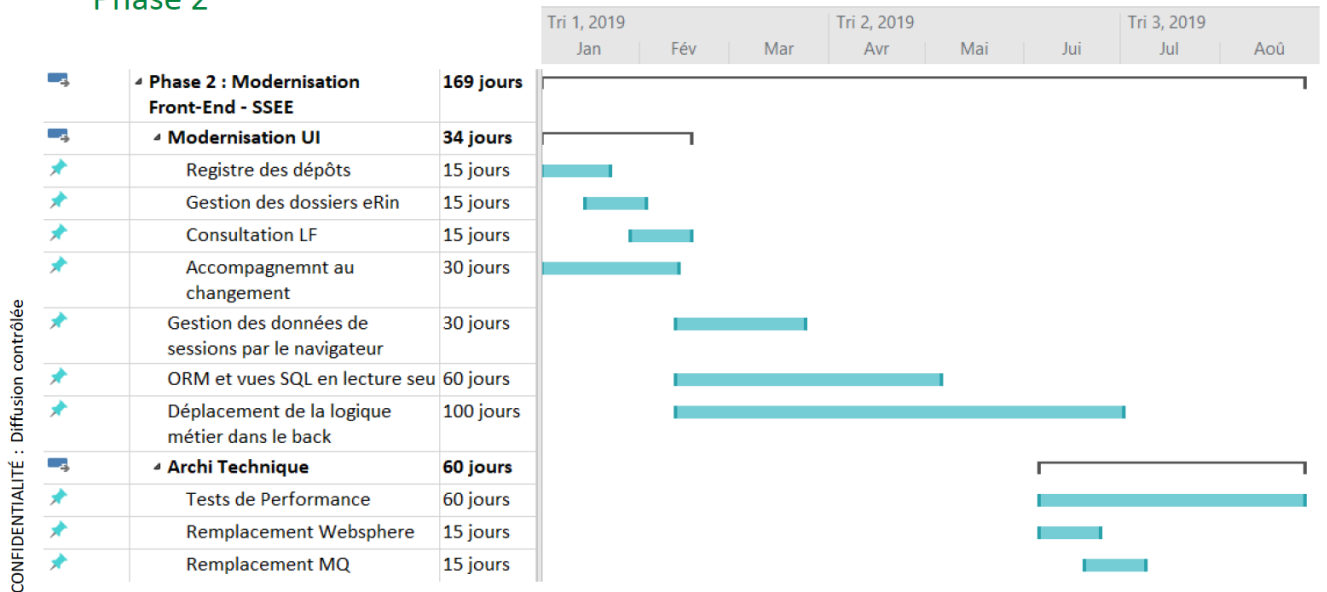 Phase 2
Tri 1, 2019 Tri 2, 2019 Tri 3, 2019
Jan Fév Mar Avr Mai Jui Jul Aoû
Phase 2 : Modernisation 169 jours
Front-End - SSEE
Modernisation UI 34 jours
Registre des dépôts 15 jours
Gestion des dossiers eRin 15 jours
Consultation LF 15 jours
Accompagnemnt au 30 jours
changement
Gestion des données de 30 jours
sessions par le navigateur
ORM et vues SQL en lecture seu 60 jours
Déplacement de la logique 100 jours
métier dans le back
Archi Technique 60 jours
Tests de Performance 60 jours
Remplacement Websphere 15 jours
Remplacement MQ 15 jours
CONFIDENTIALITÉ : Diffusion contrôlée